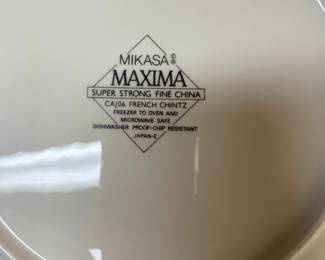 MIKASA©
MAXIMA
SUPER STRONG FINE CHINA
CAJ06 FRENCH CHINTZ
FREEZER TO OVEN AND
MICROWAVE SAFE
DISHWASHER PROOF-CHIP RESISTANT
JAPAN-E